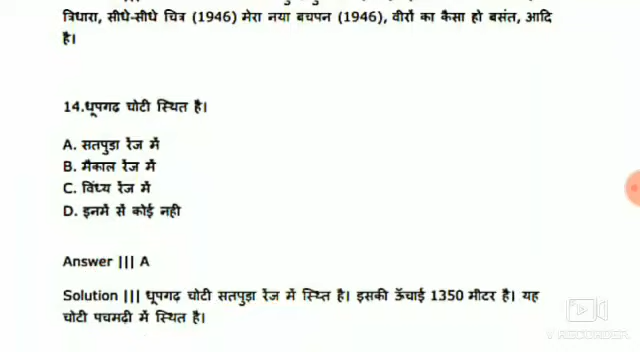 त्रिधारा, सीधे-सीधे चित्र (1946) मेरा नया बचपन (1946), वीरों का कैसा हो बसंत, आदि
है।
14.धूपगढ़ चोटी स्थित है।
A. सतपुड़ा रेंज में
B. मैकाल रेंज में
C. विंध्य रेंज में
D. इनमें सें कोई नही
Answer ||| A
Solution ||| धूपगढ़ चोटी सतपुड़ा रेंज में स्थ्ति है। इसकी ऊँचाई 1350 मीटर है। यह
चोटी पचमढ़ी में स्थित है।